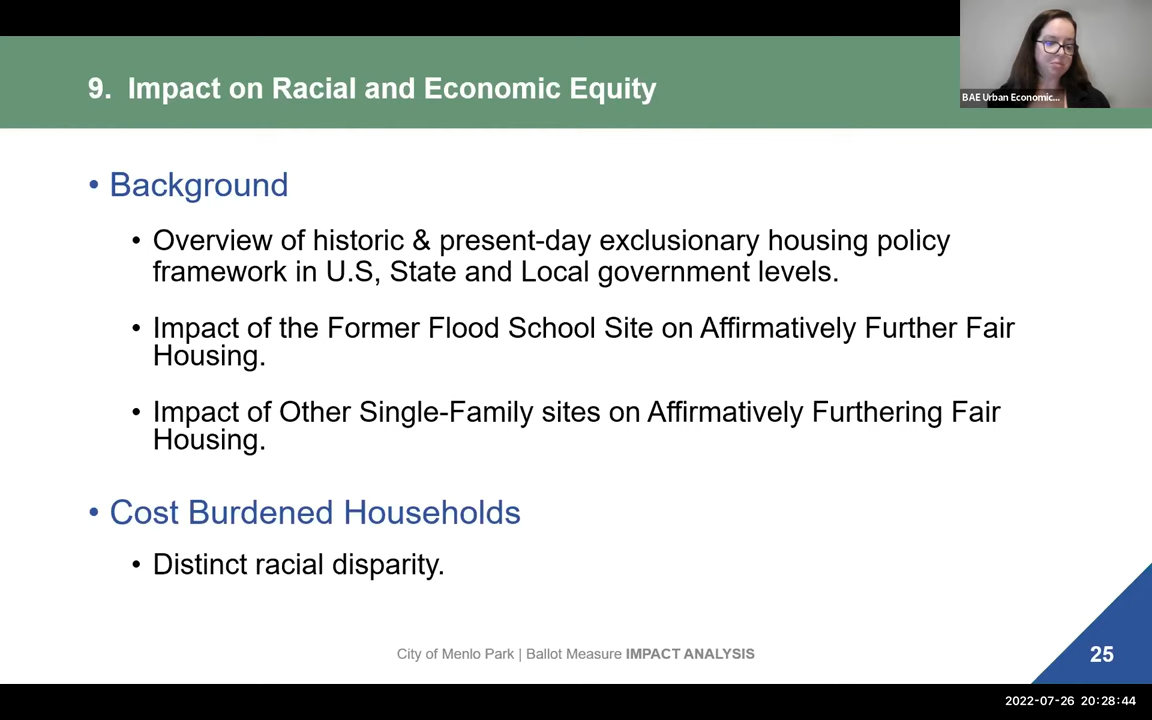 9. Impact on Racial and Economic Equity
BAE Urban Economic...
• Background
• Overview of historic & present-day exclusionary housing policy
framework in U.S, State and Local government levels.
• Impact of the Former Flood School Site on Affirmatively Further Fair
Housing.
• Impact of Other Single-Family sites on Affirmatively Furthering Fair
Housing.
• Cost Burdened Households
• Distinct racial disparity.
City of Menlo Park | Ballot Measure IMPACT ANALYSIS
25
2022-07-26 20:28:44